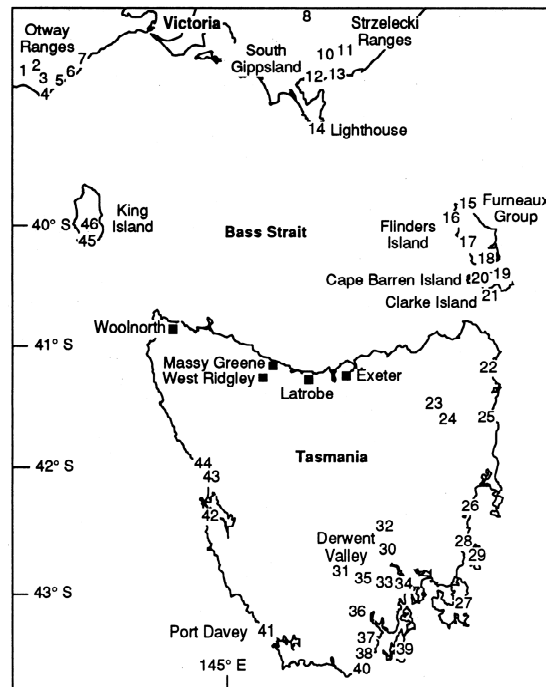 Victoria
8
Strzelecki
Ranges
Otway
Ranges
South
Gippsland
10 11
1 2
3
4
5
6
7
12 13
14 Lighthouse
40° S
46
45
King
Island
Bass Strait
15
16
Furneaux
Group
Flinders
Island
17
18
Cape Barren Island
20
19
Clarke Island
21
Woolnorth
41° S
Massy Greene
West Ridgley
Latrobe
Exeter
22
23
24
25
Tasmania
42° S
44
43
42
26
32
Derwent
Valley
30
28
29
31
35
33
34
43° S
27
36
Port Davey
41
37
38
39
40
145° E